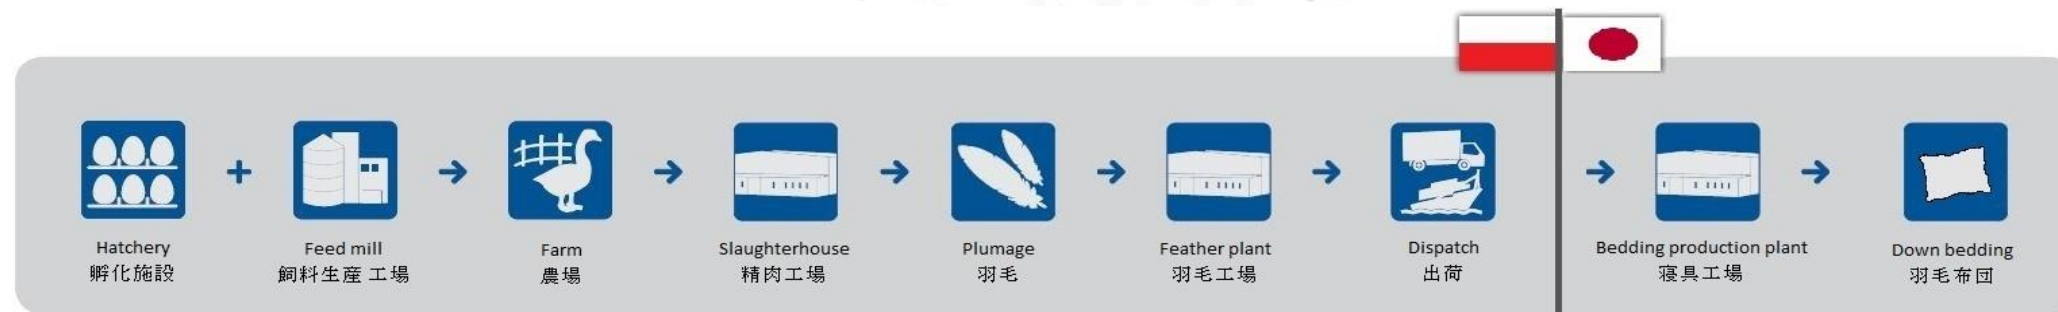 Hatchery
孵化施設
Feed mill
飼料生産 工場
Farm
農場
Slaughterhouse
精肉工場
Plumage
羽毛
Feather plant
羽毛工場
Dispatch
出荷
Bedding production plant
寝具工場
Down bedding
羽毛布団